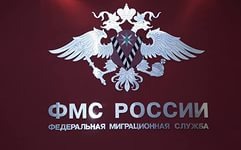 ФМС РОССИИ
ФЕДЕРАЛЬНАЯ МИГРАЦИОННАЯ СЛУЖБА